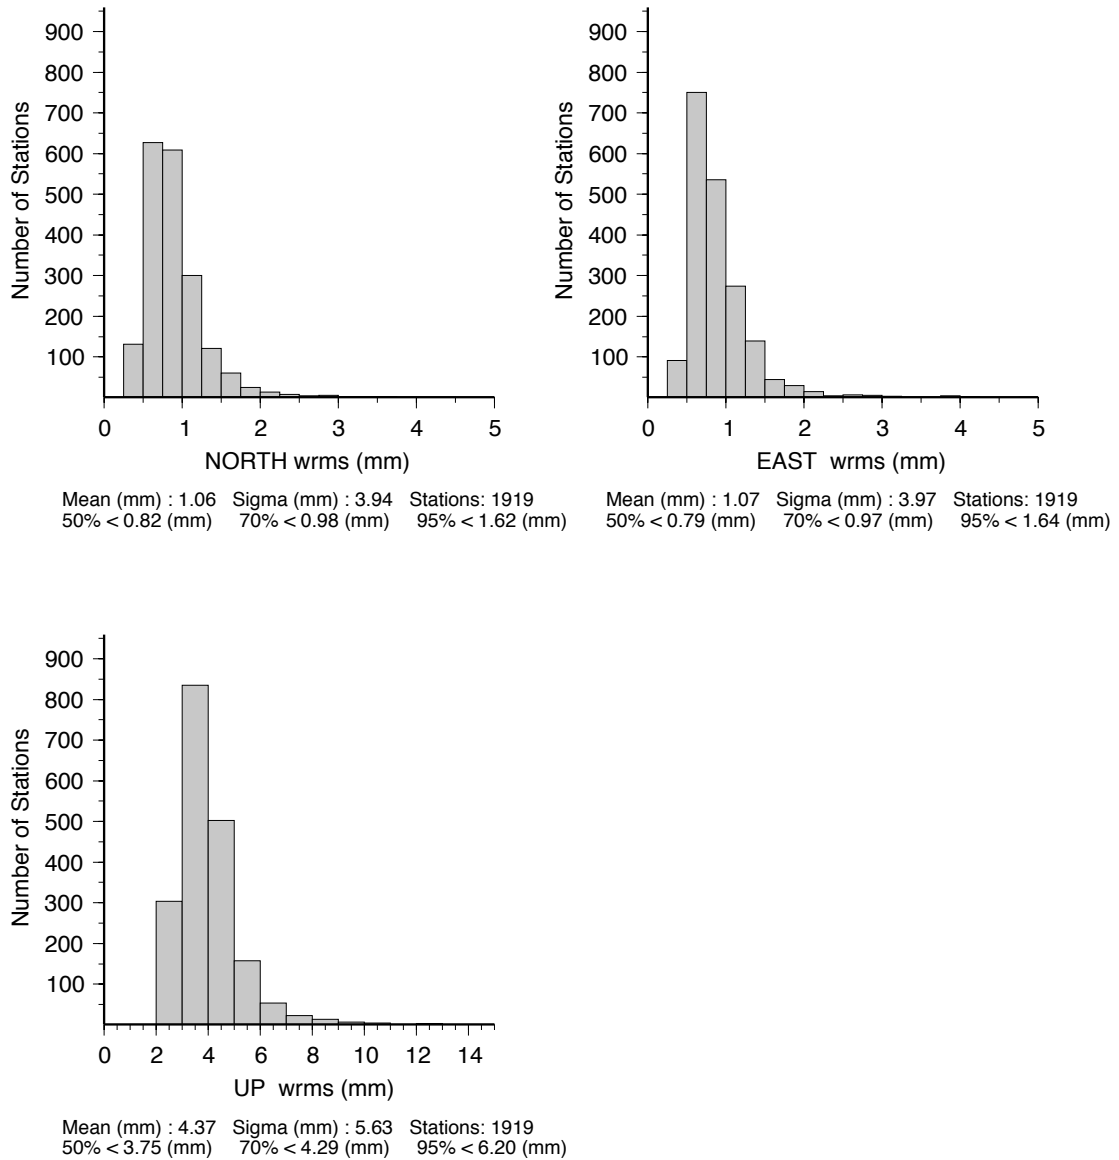 900
800
700
600
500
400
300
200
100
Number of Stations
0 1 2 3 4 5
NORTH wrms (mm)
Mean (mm) : 1.06 Sigma (mm) : 3.94 Stations: 1919
50% < 0.82 (mm) 70% < 0.98 (mm) 95% < 1.62 (mm)
900
800
700
600
500
400
300
200
100
Number of Stations
0 1 2 3 4 5
EAST wrms (mm)
Mean (mm) : 1.07 Sigma (mm) : 3.97 Stations: 1919
50% < 0.79 (mm) 70% < 0.97 (mm) 95% < 1.64 (mm)
900
800
700
600
500
400
300
200
100
Number of Stations
0 2 4 6 8 10 12 14
UP wrms (mm)
Mean (mm) : 4.37 Sigma (mm) : 5.63 Stations: 1919
50% < 3.75 (mm) 70% < 4.29 (mm) 95% < 6.20 (mm)